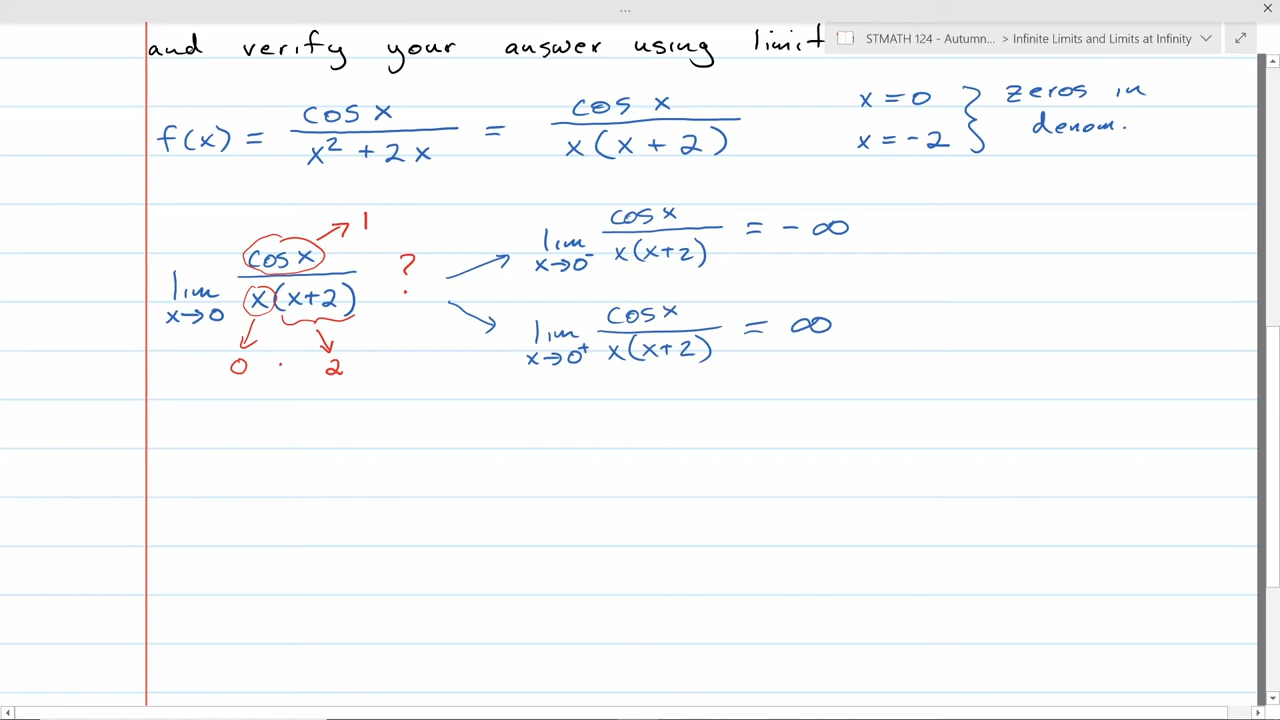 ...
STMATH 124 - Autumn... > Infinite Limits and Limits at Infinity
and verify your answer using limit
f(x) = cos x / x² + 2x = cos x / x(x + 2)
x = 0
x = -2
} zeros in
denom.
lim x→0 cos x / x(x+2) ?
→ 1
0 · 2
lim x→0⁻ cos x / x(x+2) = - ∞
lim x→0⁺ cos x / x(x+2) = ∞